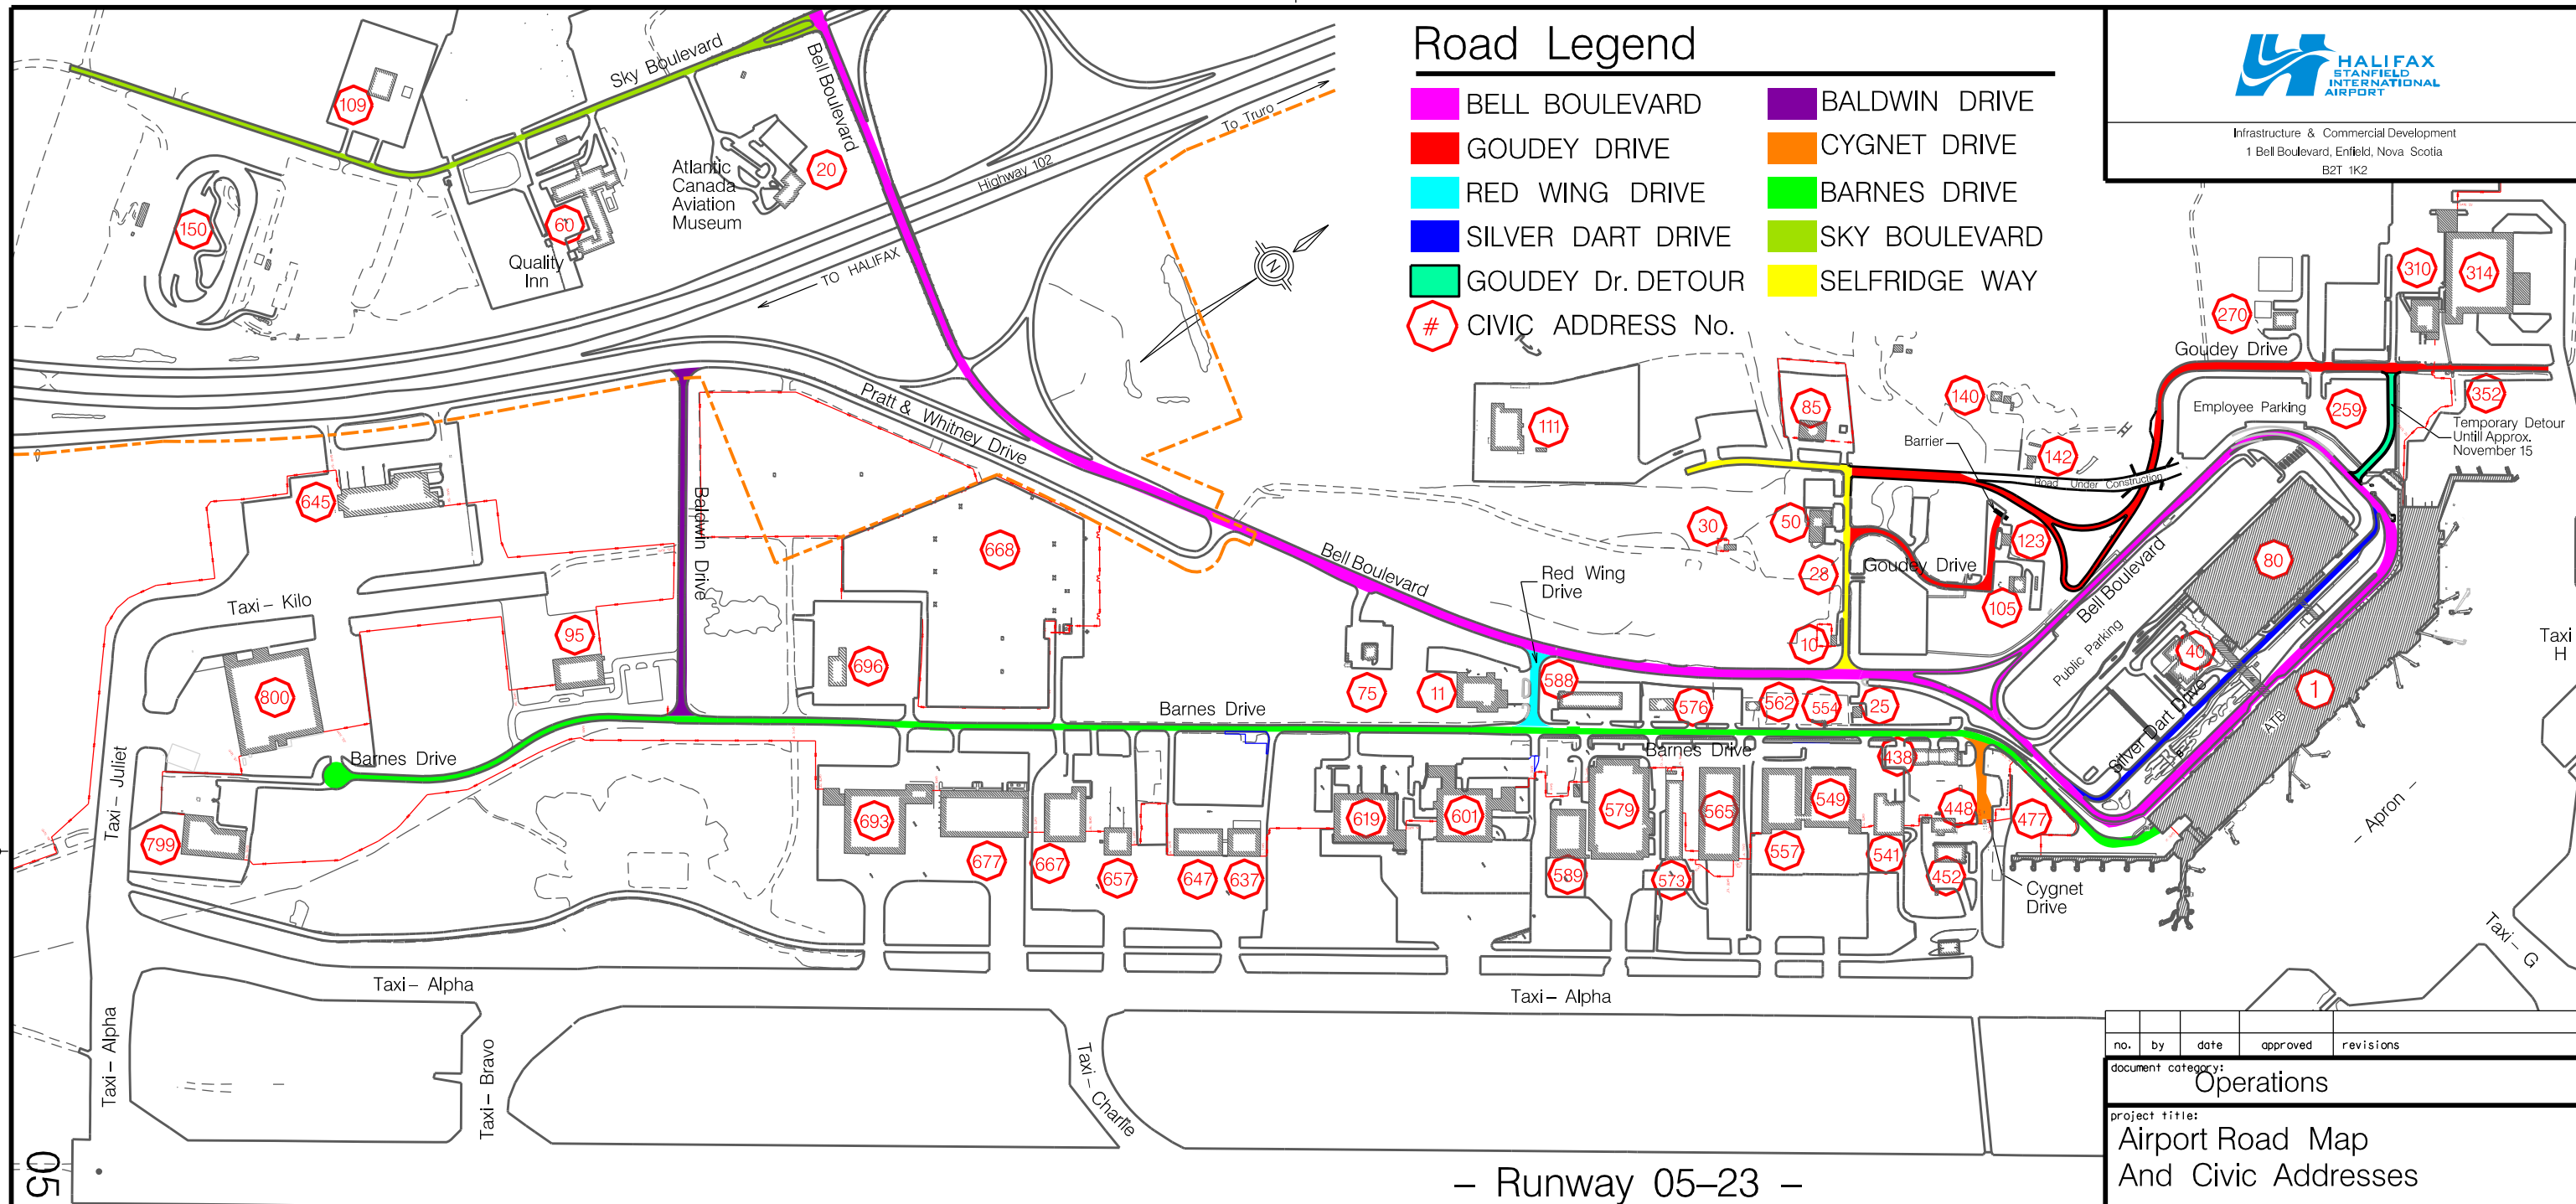 Road Legend
BELL BOULEVARD
GOUDEY DRIVE
RED WING DRIVE
SILVER DART DRIVE
GOUDEY Dr. DETOUR
# CIVIC ADDRESS No.
BALDWIN DRIVE
CYGNET DRIVE
BARNES DRIVE
SKY BOULEVARD
SELFRIDGE WAY
HALIFAX
STANFIELD
INTERNATIONAL
AIRPORT
Infrastructure & Commercial Development
1 Bell Boulevard, Enfield, Nova Scotia
B2T 1K2
Sky Boulevard
Bell Boulevard
109
150
60
Quality
Inn
Atlantic
Canada
Aviation
Museum
20
Highway 102
To Truro
TO HALIFAX
N
Pratt & Whitney Drive
Baldwin Drive
645
668
Taxi- Kilo
95
696
800
Barnes Drive
Taxi- Juliet
799
Bell Boulevard
Red Wing
Drive
75
11
588
576
562
554
25
Barnes Drive
Barnes Drive
111
85
140
142
Barrier
Road Under Construction
30
50
28
10
Goudey Drive
123
105
Goudey Drive
270
310
314
Employee Parking
259
352
Temporary Detour
Untill Approx.
November 15
Bell Boulevard
Public Parking
80
40
Silver Dart Drive
ATB
1
Taxi
H
- Apron -
Taxi- G
693
677
667
657
647
637
619
601
589
579
573
565
557
549
541
438
448
452
477
Cygnet
Drive
Taxi- Alpha
Taxi- Alpha
Taxi- Alpha
Taxi- Bravo
Taxi- Charlie
05
- Runway 05-23 -
no. by date approved revisions
document category:
Operations
project title:
Airport Road Map
And Civic Addresses